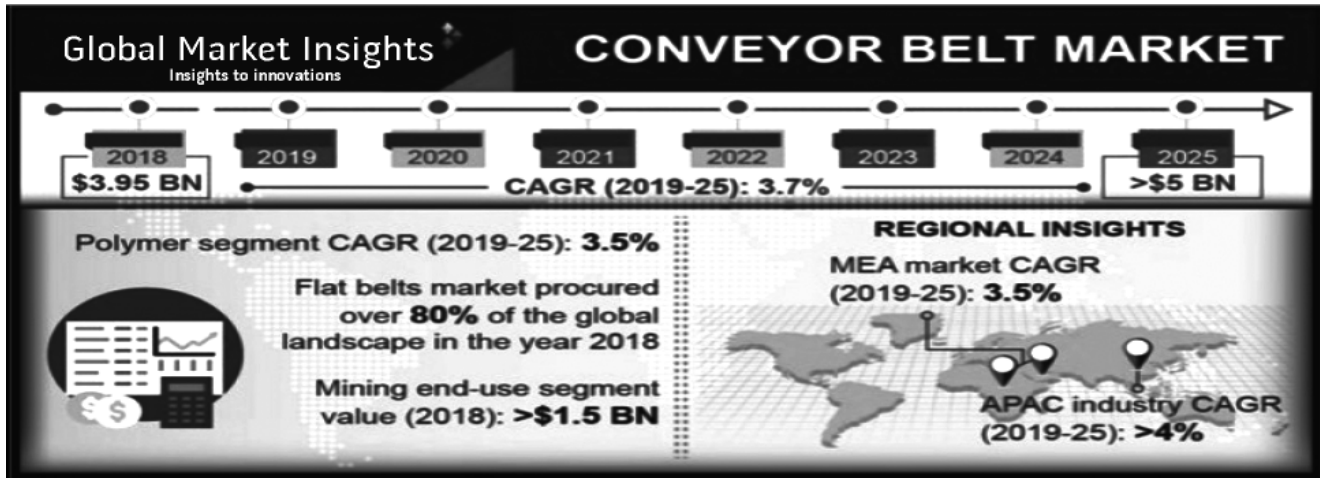 Global Market Insights
Insights to innovations
CONVEYOR BELT MARKET
2018
2019
2020
2021
2022
2023
2024
2025
$3.95 BN
CAGR (2019-25): 3.7%
>$5 BN
Polymer segment CAGR (2019-25): 3.5%
Flat belts market procured
over 80% of the global
landscape in the year 2018
Mining end-use segment
value (2018): >$1.5 BN
REGIONAL INSIGHTS
MEA market CAGR
(2019-25): 3.5%
APAC industry CAGR
(2019-25): >4%